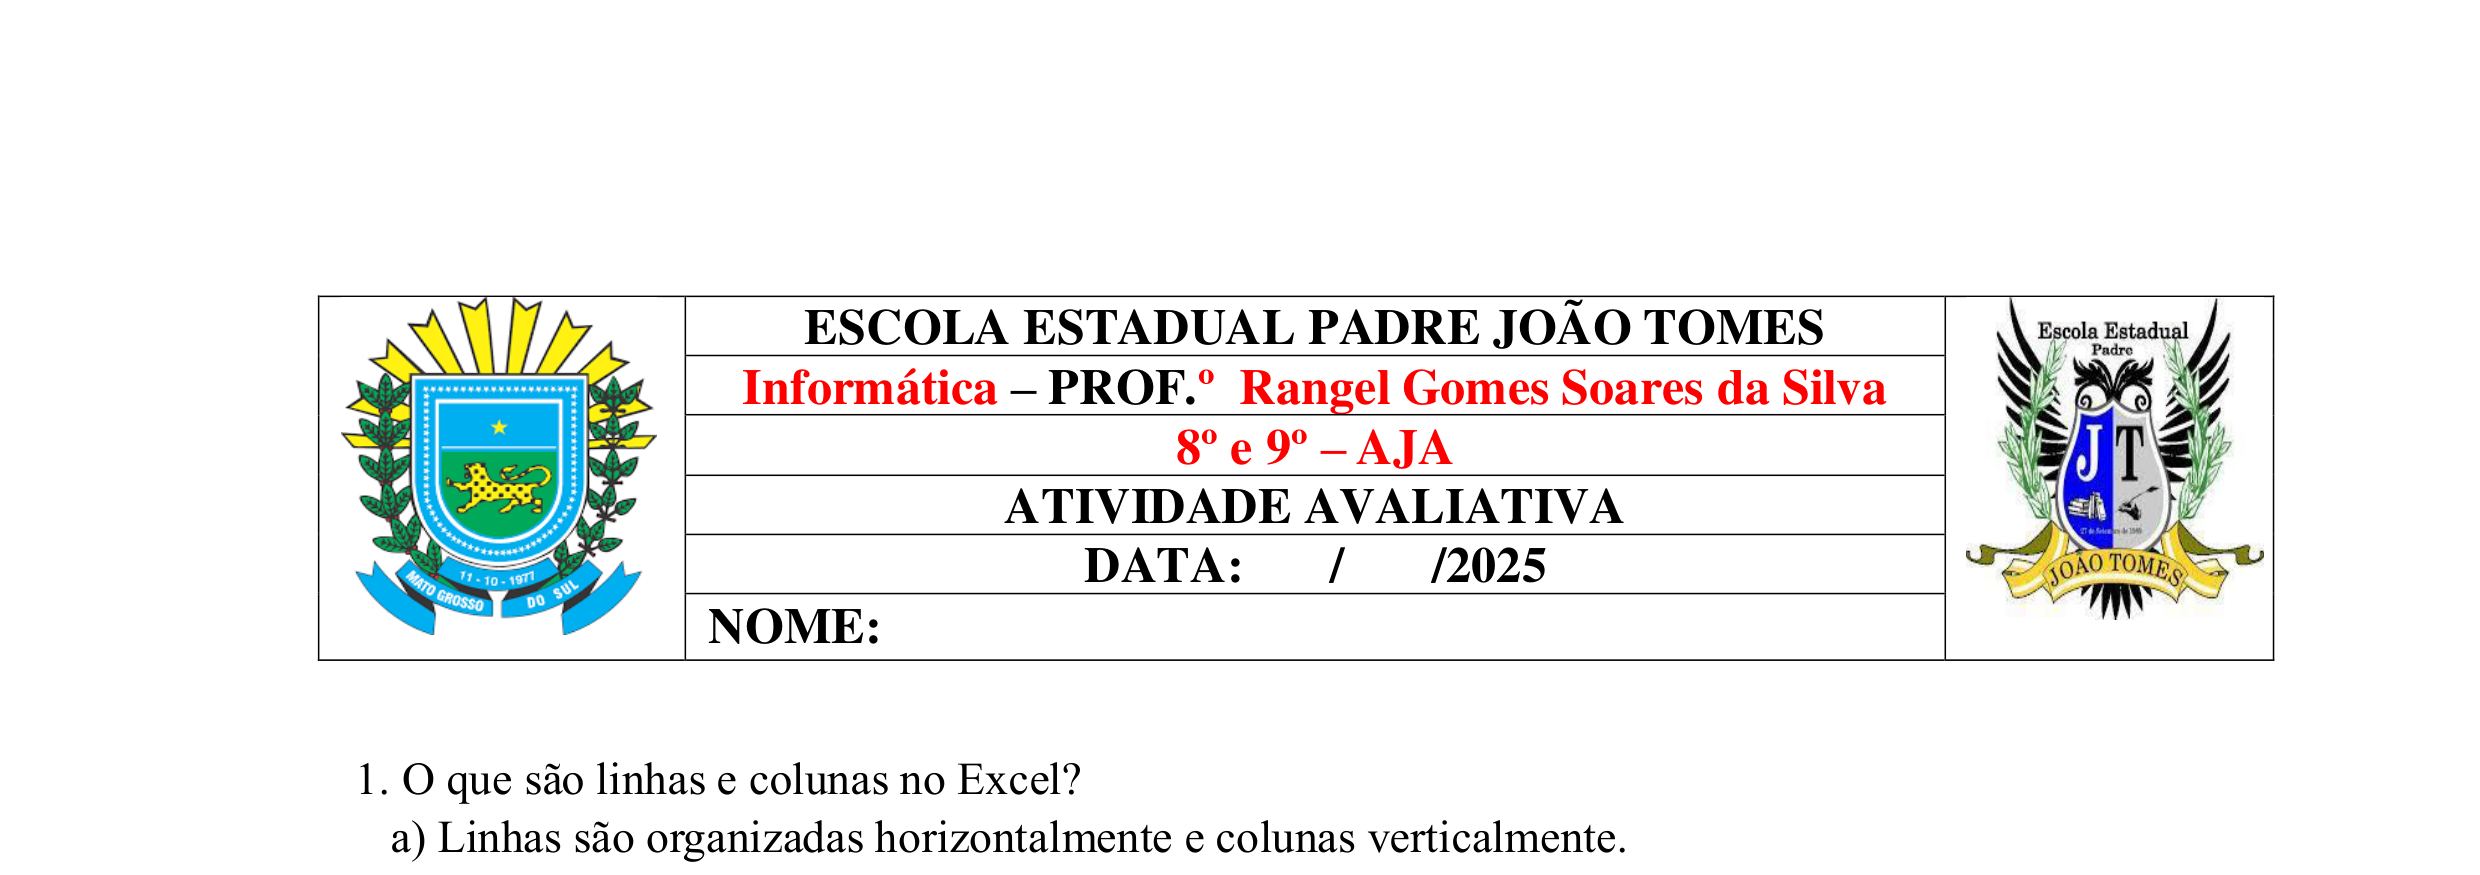 ESCOLA ESTADUAL PADRE JOÃO TOMES
Informática – PROF.º Rangel Gomes Soares da Silva
8º e 9º – AJA
ATIVIDADE AVALIATIVA
DATA: / /2025
NOME:
11 - 10 - 1977
MATO GROSSO DO SUL
Escola Estadual
Padre
JT
JOÃO TOMES
1. O que são linhas e colunas no Excel?
a) Linhas são organizadas horizontalmente e colunas verticalmente.